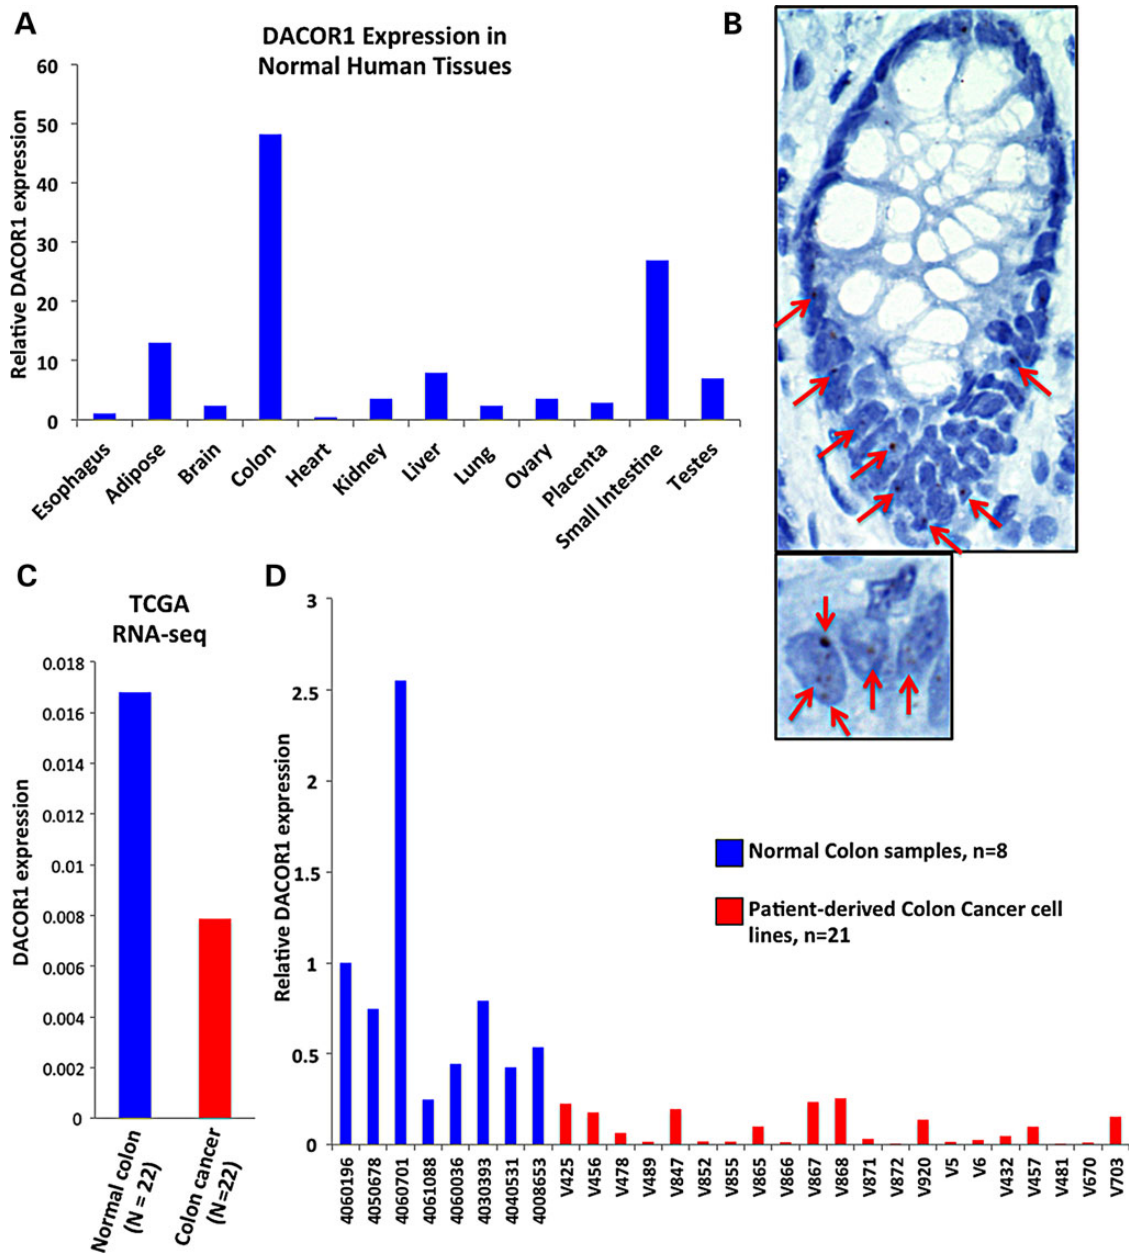 A
DACOR1 Expression in
Normal Human Tissues
Relative DACOR1 expression
60
50
40
30
20
10
0
Esophagus
Adipose
Brain
Colon
Heart
Kidney
Liver
Lung
Ovary
Placenta
Small Intestine
Testes
B
C
TCGA
RNA-seq
DACOR1 expression
0.018
0.016
0.014
0.012
0.01
0.008
0.006
0.004
0.002
0
Normal colon
(N = 22)
Colon cancer
(N =22)
D
Relative DACOR1 expression
3
2.5
2
1.5
1
0.5
0
4060196
4050678
4060701
4061088
4060036
4030393
4040531
4008653
V425
V456
V478
V489
V847
V852
V855
V865
V866
V867
V868
V871
V872
V920
V5
V6
V432
V457
V481
V670
V703
Normal Colon samples, n=8
Patient-derived Colon Cancer cell
lines, n=21